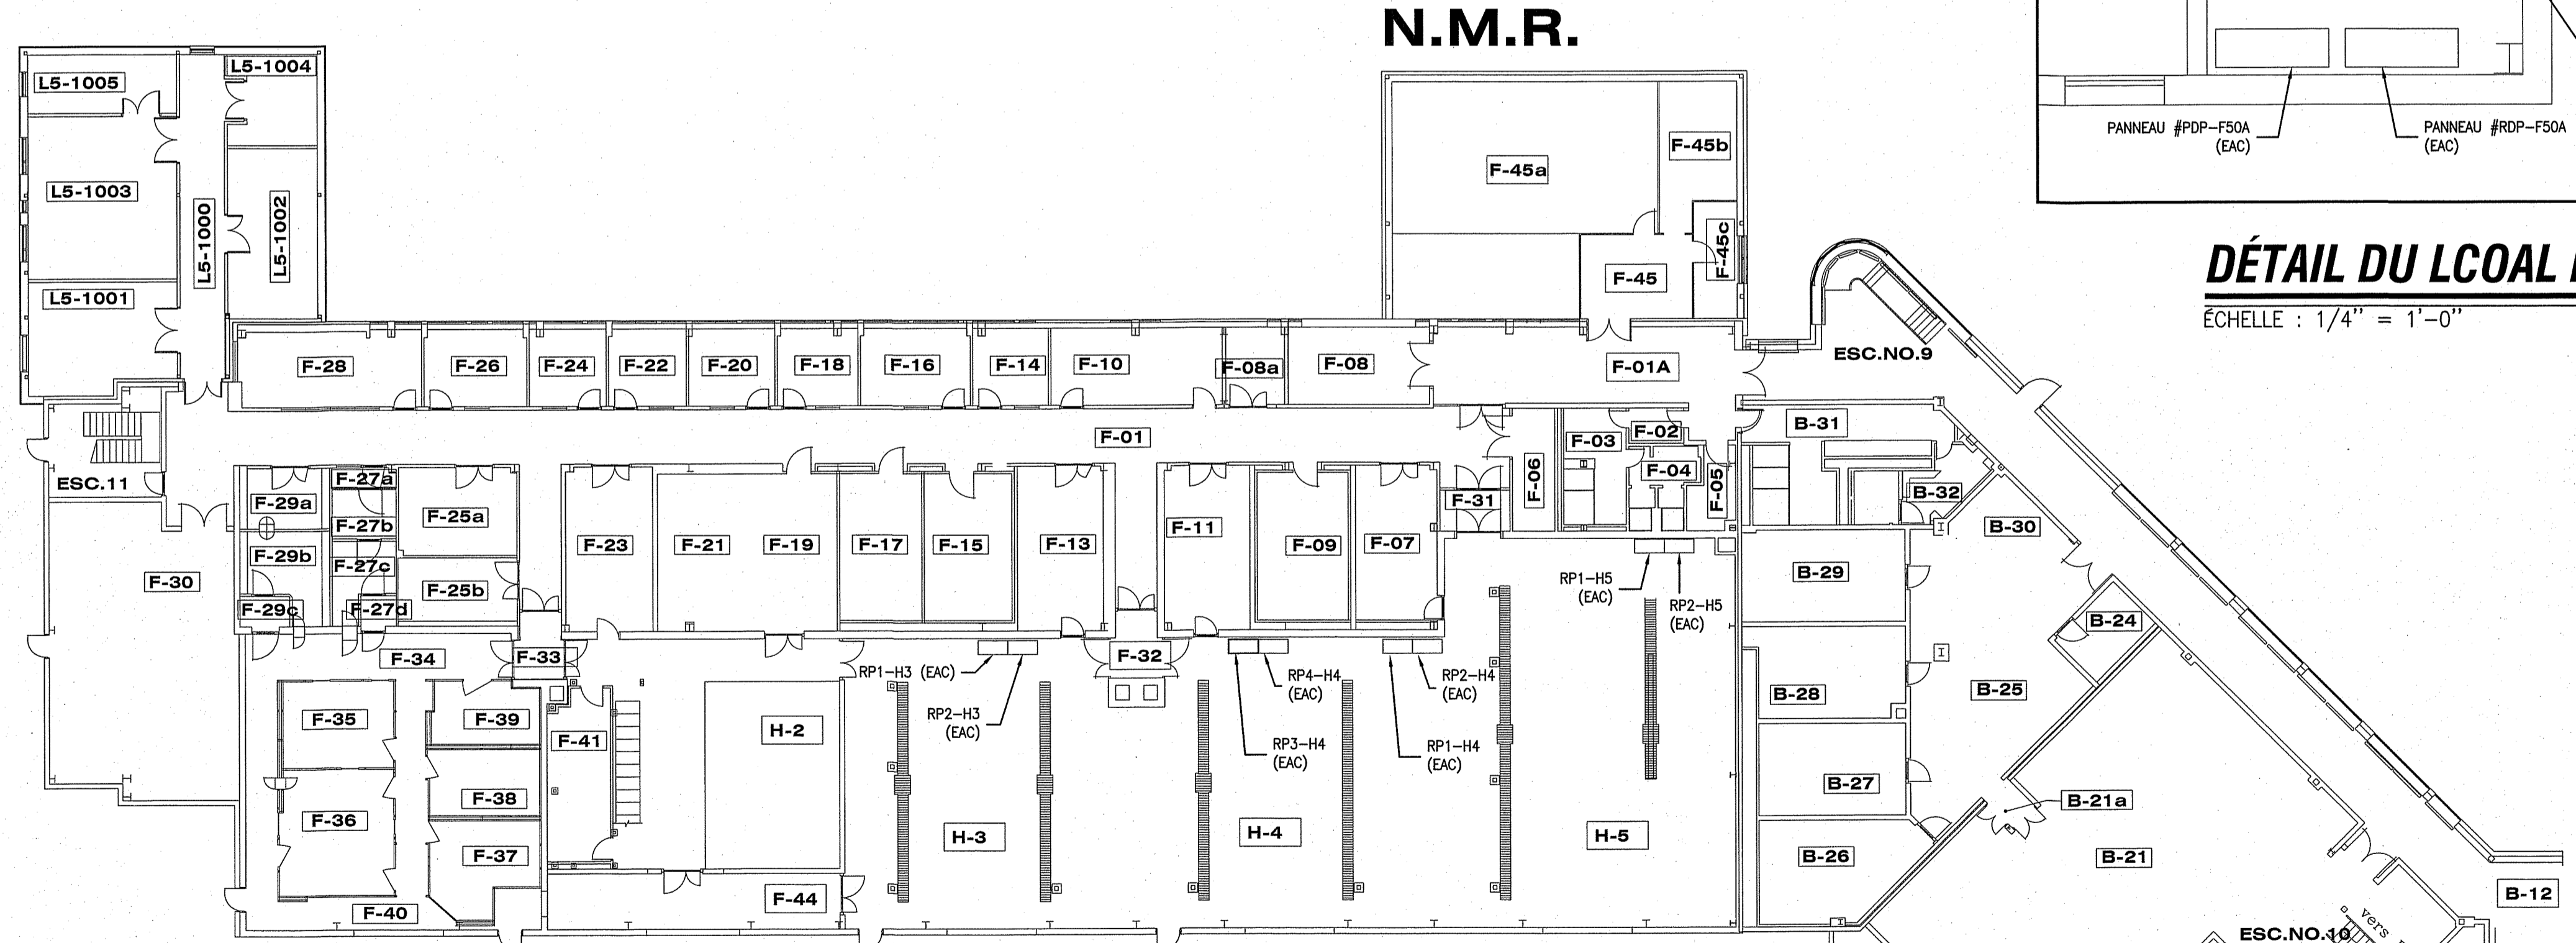 N.M.R.
PANNEAU #PDP-F50A
(EAC)
PANNEAU #RDP-F50A
(EAC)
DÉTAIL DU LCOAL
ÉCHELLE : 1/4" = 1'-0"
L5-1005
L5-1004
L5-1003
L5-1000
L5-1002
L5-1001
F-45a
F-45b
F-45c
F-45
F-28
F-26
F-24
F-22
F-20
F-18
F-16
F-14
F-10
F-08a
F-08
F-01A
ESC.NO.9
F-01
F-06
F-03
F-02
F-04
F-05
B-31
B-32
B-30
ESC.11
F-29a
F-27a
F-27b
F-25a
F-29b
F-27c
F-25b
F-29c
F-27d
F-30
F-23
F-21
F-19
F-17
F-15
F-13
F-11
F-09
F-07
F-31
RP1-H5
(EAC)
RP2-H5
(EAC)
B-29
B-24
F-34
F-33
RP1-H3 (EAC)
RP2-H3
(EAC)
F-32
RP4-H4
(EAC)
RP3-H4
(EAC)
RP2-H4
(EAC)
RP1-H4
(EAC)
B-28
B-25
F-35
F-39
F-41
H-2
F-38
F-36
F-37
F-40
F-44
H-3
H-4
H-5
B-27
B-21a
B-26
B-21
B-12
vers
ESC.NO.10